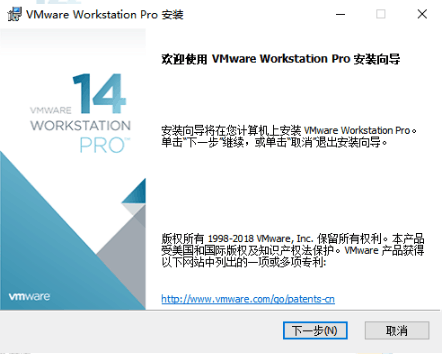 VMware Workstation Pro 安装
VMWARE 14
WORKSTATION
PRO™
欢迎使用 VMware Workstation Pro 安装向导
安装向导将在您计算机上安装 VMware Workstation Pro。
单击"下一步"继续，或单击"取消"退出安装向导。
版权所有 1998-2018 VMware, Inc. 保留所有权利。本产品
受美国和国际版权及知识产权法保护。VMware 产品获得
以下网站中列出的一项或多项专利:
http://www.vmware.com/go/patents-cn
vmware
下一步(N)
取消